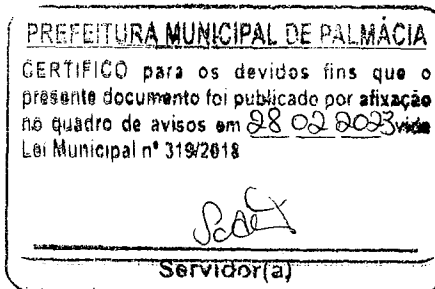 PREFEITURA MUNICIPAL DE PALMÁCIA
CERTIFICO para os devidos fins que o
presente documento foi publicado por afixação
no quadro de avisos em 28 02 2023 vide
Lei Municipal nº 319/2018
Servidor(a)